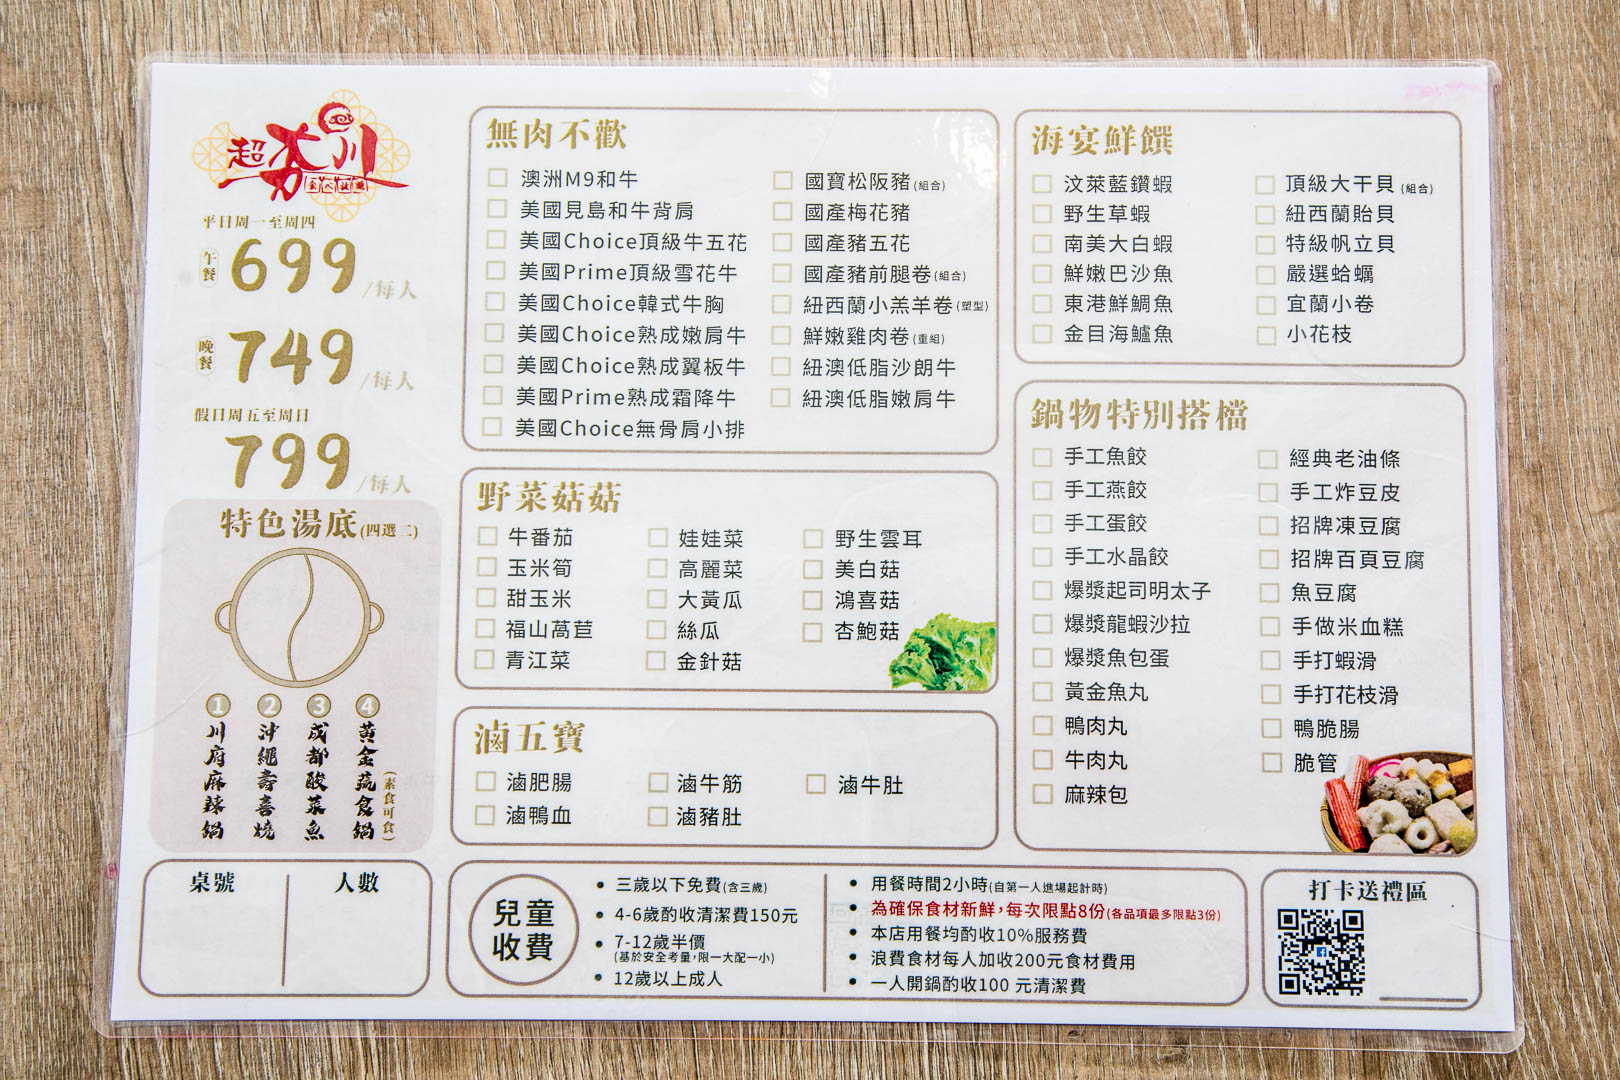 超夯川
平日周一至周四
午餐 699/每人
晚餐 749/每人
假日周五至周日
799/每人
特色湯底(四選二)
1 川府麻辣鍋
2 沖繩壽喜燒
3 成都酸菜魚
4 黃金蔬食鍋(素食可食)
桌號 人數
無肉不歡
澳洲M9和牛
美國見島和牛背肩
美國Choice頂級牛五花
美國Prime頂級雪花牛
美國Choice韓式牛胸
美國Choice熟成嫩肩牛
美國Choice熟成翼板牛
美國Prime熟成霜降牛
美國Choice無骨肩小排
國寶松阪豬(組合)
國產梅花豬
國產豬五花
國產豬前腿卷(組合)
紐西蘭小羔羊卷(塑型)
鮮嫩雞肉卷(重組)
紐澳低脂沙朗牛
紐澳低脂嫩肩牛
野菜菇菇
牛番茄
玉米筍
甜玉米
福山萵苣
青江菜
娃娃菜
高麗菜
大黃瓜
絲瓜
金針菇
野生雲耳
美白菇
鴻喜菇
杏鮑菇
滷五寶
滷肥腸
滷鴨血
滷牛筋
滷豬肚
滷牛肚
海宴鮮饌
汶萊藍鑽蝦
野生草蝦
南美大白蝦
鮮嫩巴沙魚
東港鮮鯛魚
金目海鱸魚
頂級大干貝(組合)
紐西蘭貽貝
特級帆立貝
嚴選蛤蠣
宜蘭小卷
小花枝
鍋物特別搭檔
手工魚餃
手工燕餃
手工蛋餃
手工水晶餃
爆漿起司明太子
爆漿龍蝦沙拉
爆漿魚包蛋
黃金魚丸
鴨肉丸
牛肉丸
麻辣包
經典老油條
手工炸豆皮
招牌凍豆腐
招牌百頁豆腐
魚豆腐
手做米血糕
手打蝦滑
手打花枝滑
鴨脆腸
脆管
兒童收費
• 三歲以下免費(含三歲)
• 4-6歲酌收清潔費150元
• 7-12歲半價
(基於安全考量,限一大配一小)
• 12歲以上成人
• 用餐時間2小時(自第一人進場起計時)
• 為確保食材新鮮,每次限點8份(各品項最多限點3份)
• 本店用餐均酌收10%服務費
• 浪費食材每人加收200元食材費用
• 一人開鍋酌收100 元清潔費
打卡送禮區